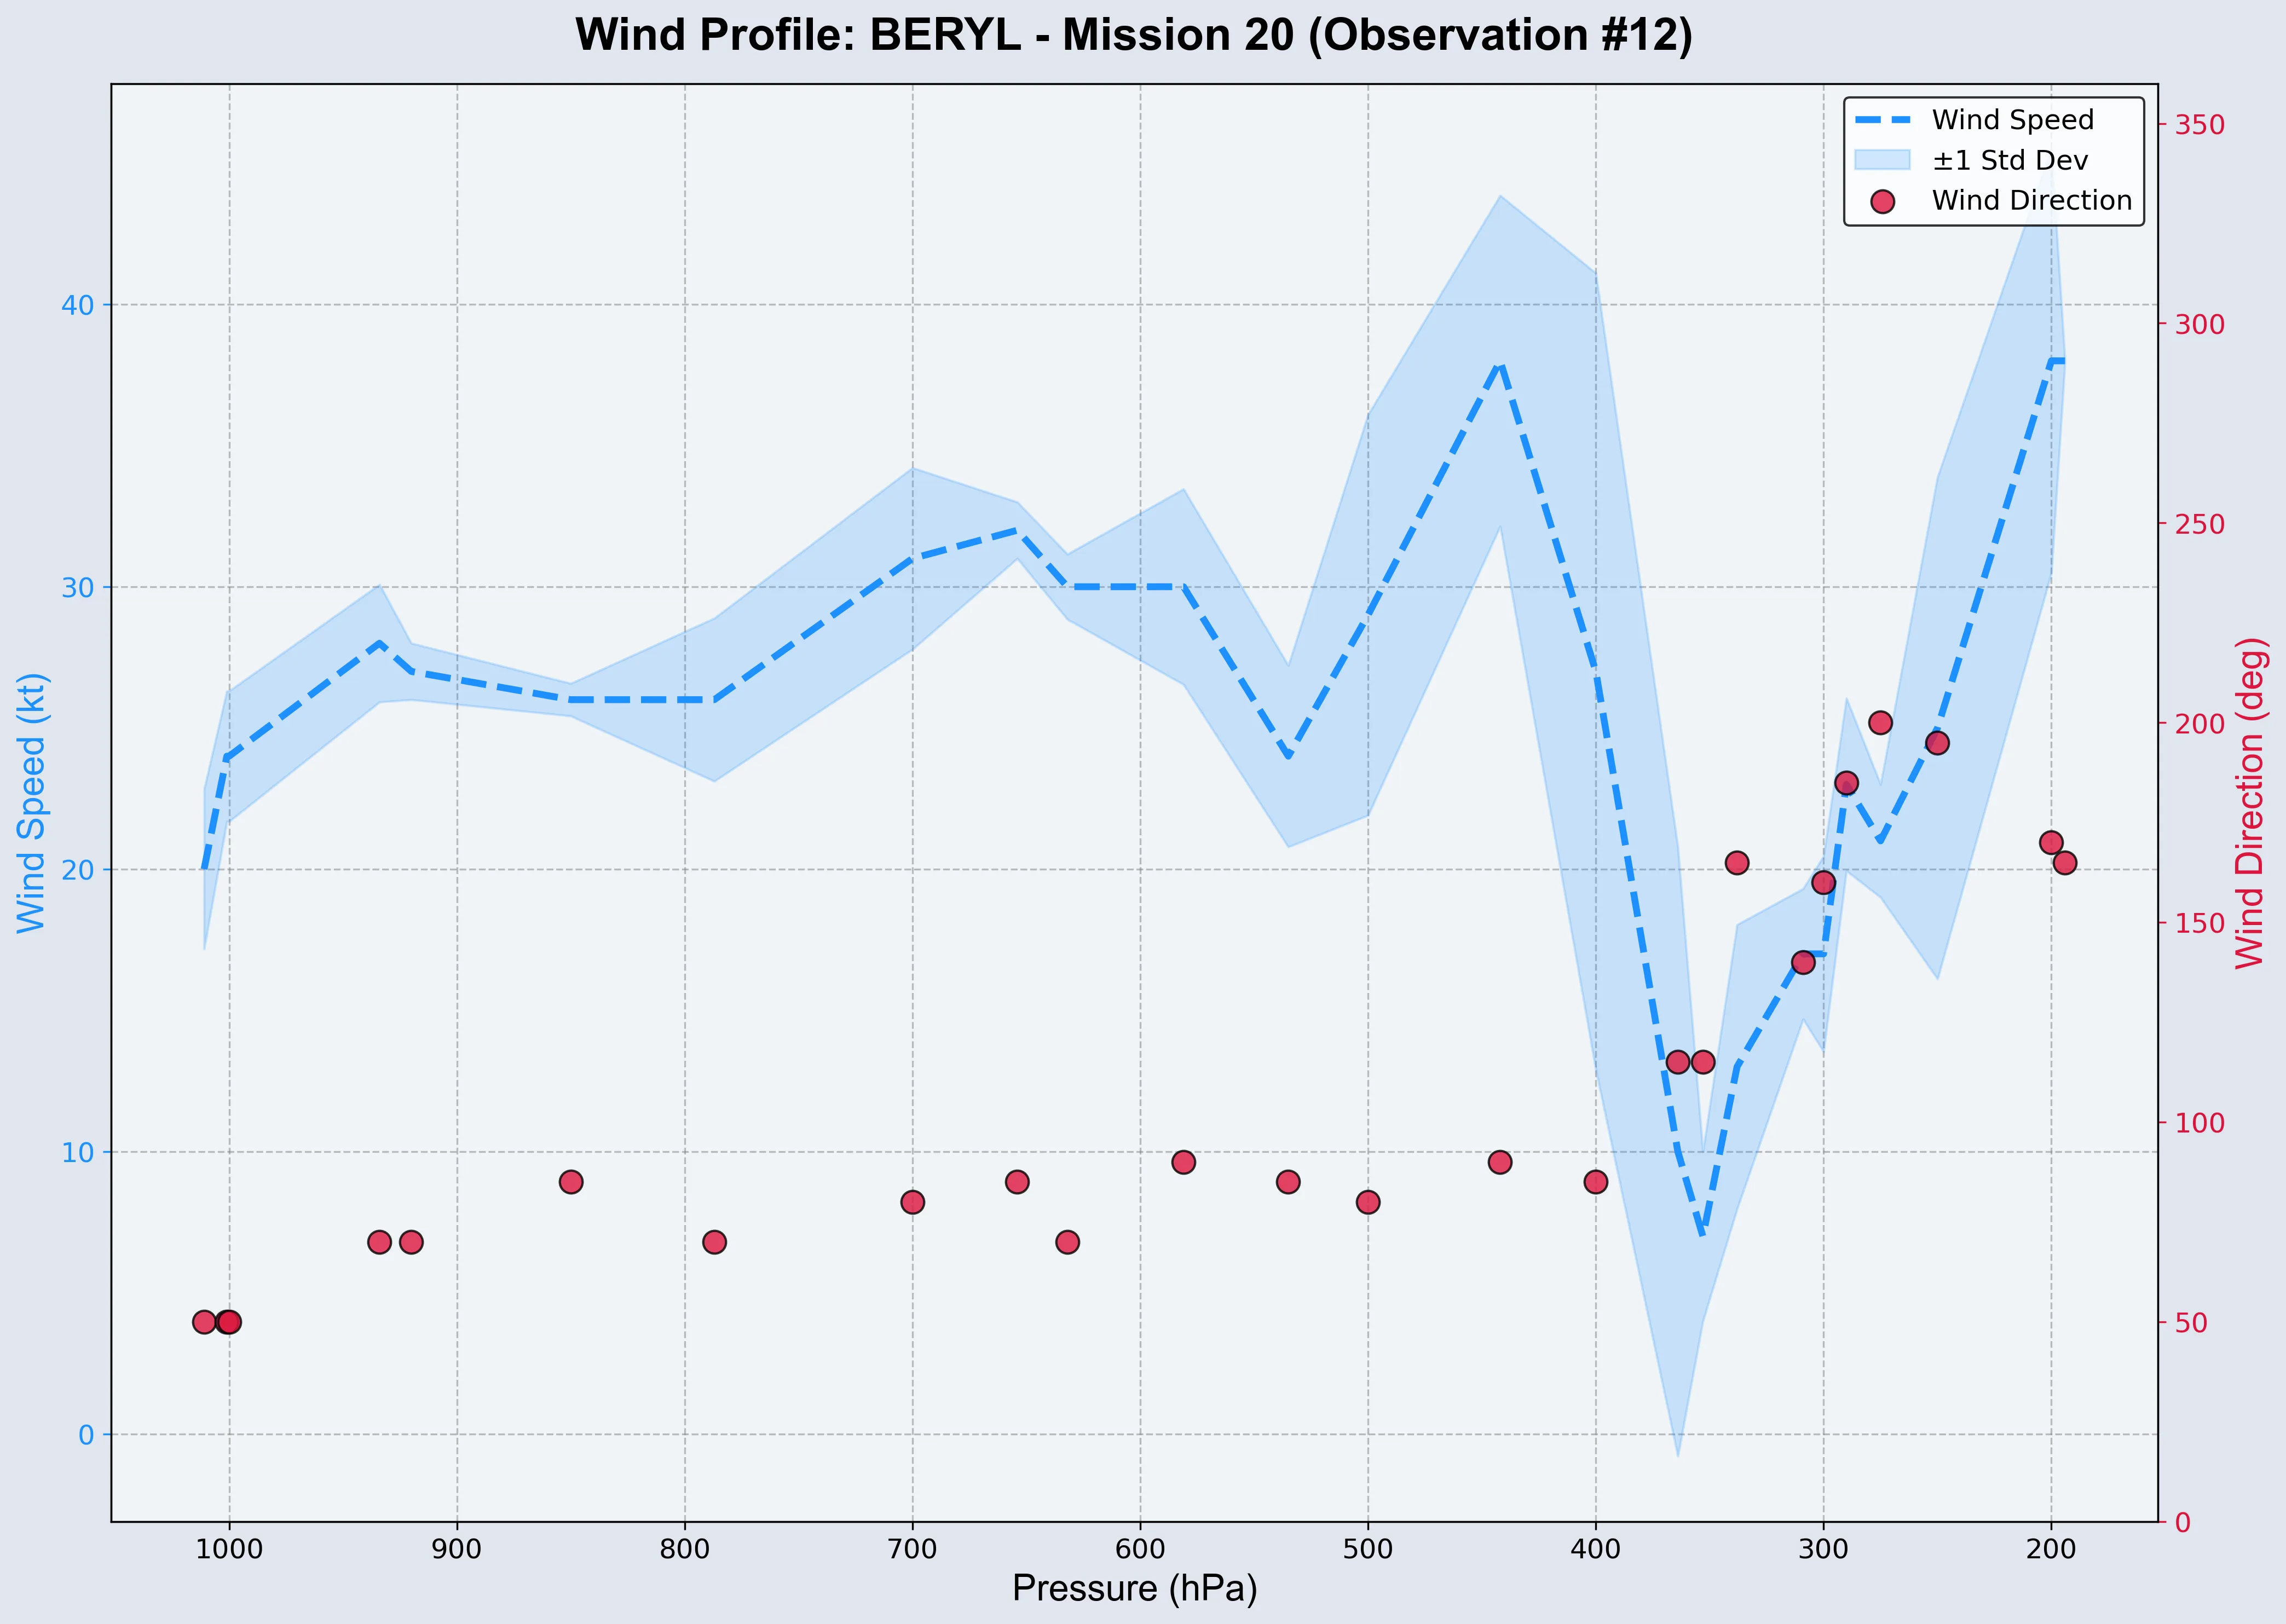 Wind Profile: BERYL - Mission 20 (Observation #12)
Wind Speed
±1 Std Dev
Wind Direction
Wind Speed (kt)
40
30
20
10
0
350
300
250
200
150
100
50
0
Wind Direction (deg)
1000 900 800 700 600 500 400 300 200
Pressure (hPa)